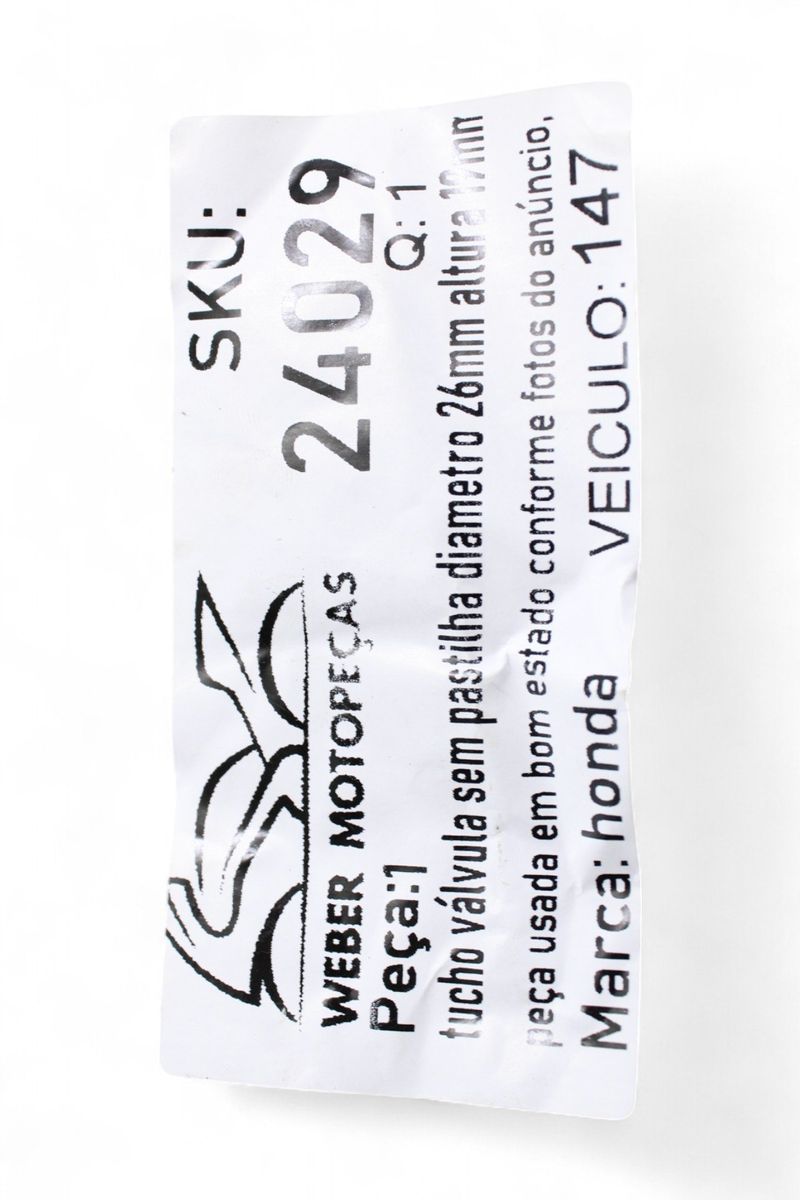 WEBER MOTOPEÇAS
SKU:
24029
Peça:1
Q: 1
tucho válvula sem pastilha diametro 26mm altura 19mm
peça usada em bom estado conforme fotos do anúncio,
Marca: honda VEICULO: 147